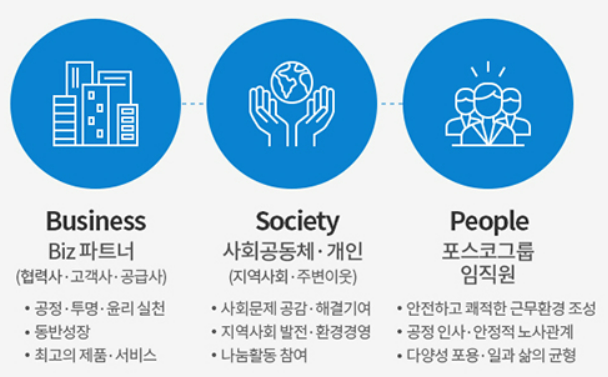 Business
Biz 파트너
(협력사·고객사·공급사)
• 공정·투명·윤리 실천
• 동반성장
• 최고의 제품·서비스
Society
사회공동체·개인
(지역사회·주변이웃)
• 사회문제 공감·해결기여
• 지역사회 발전·환경경영
• 나눔활동 참여
People
포스코그룹
임직원
• 안전하고 쾌적한 근무환경 조성
• 공정 인사·안정적 노사관계
• 다양성 포용·일과 삶의 균형